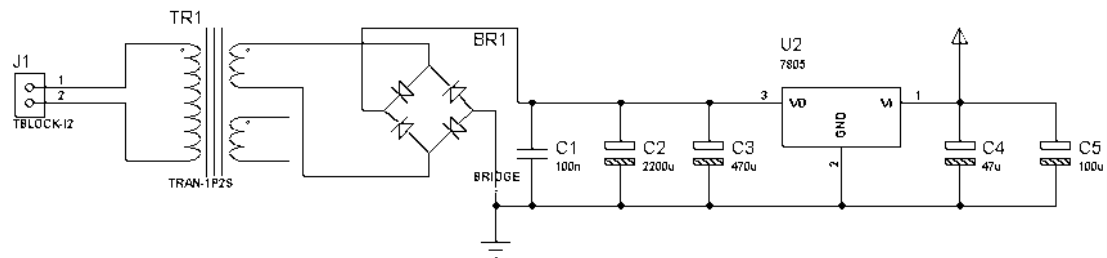 TR1
BR1
U2
7805
J1
1
2
3
VO
VI
1
GND
2
TBLOCK-I2
C1
100n
C2
2200u
C3
470u
C4
47u
C5
100u
TRAN-1P2S
BRIDGE